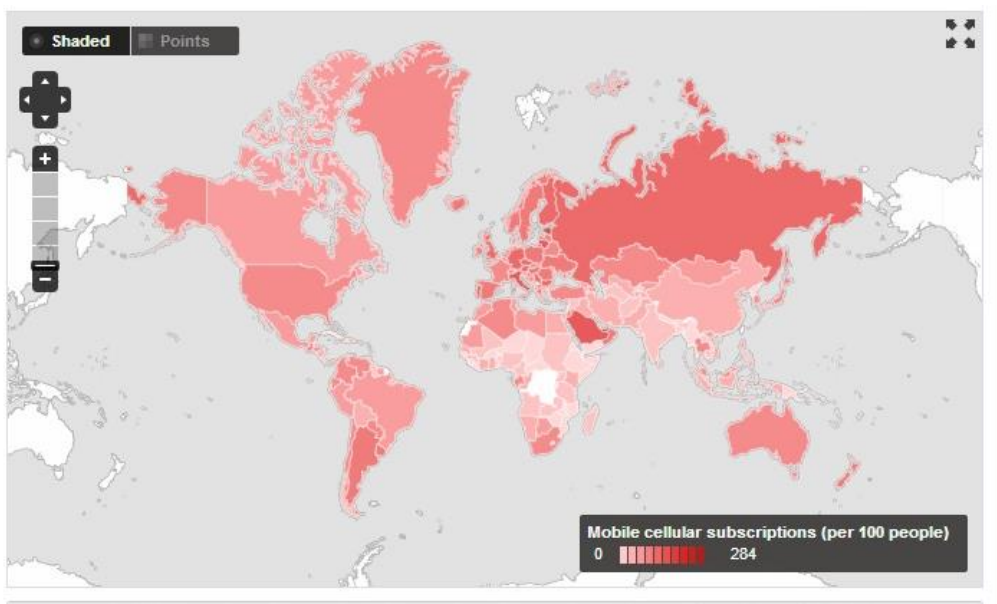 Shaded Points
+
−
Mobile cellular subscriptions (per 100 people)
0 284